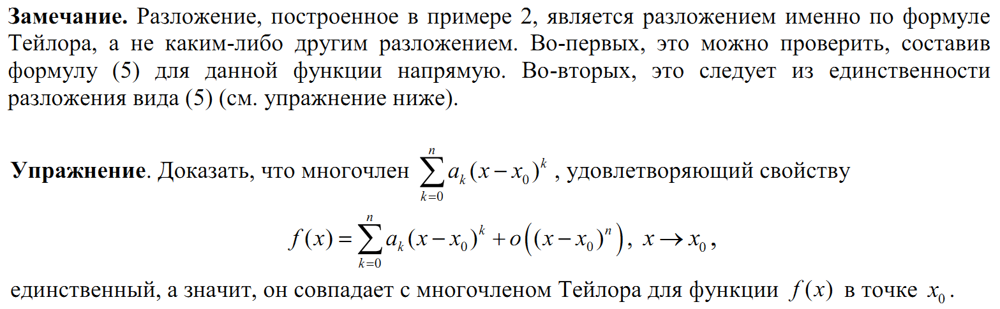 Замечание. Разложение, построенное в примере 2, является разложением именно по формуле
Тейлора, а не каким-либо другим разложением. Во-первых, это можно проверить, составив
формулу (5) для данной функции напрямую. Во-вторых, это следует из единственности
разложения вида (5) (см. упражнение ниже).
Упражнение. Доказать, что многочлен $\sum_{k=0}^{n} a_k (x - x_0)^k$ , удовлетворяющий свойству
$f(x) = \sum_{k=0}^{n} a_k (x - x_0)^k + o\left((x - x_0)^n\right), \; x \to x_0 ,$
единственный, а значит, он совпадает с многочленом Тейлора для функции $f(x)$ в точке $x_0$ .